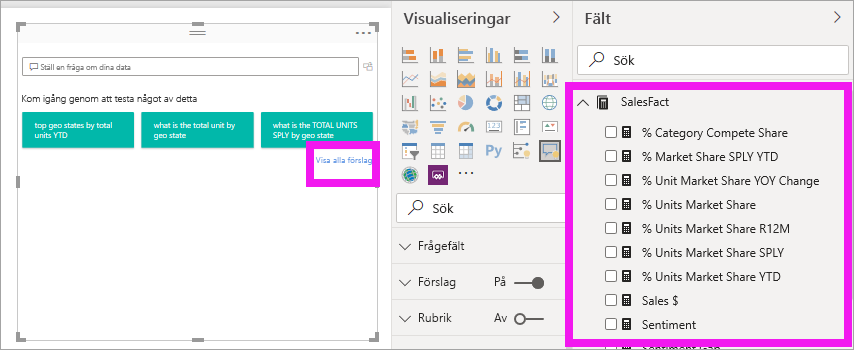 Ställ en fråga om dina data
Kom igång genom att testa något av detta
top geo states by total
units YTD
what is the total unit by
geo state
what is the TOTAL UNITS
SPLY by geo state
Visa alla förslag
Visualiseringar
123
R
Py
Sök
Frågefält
Förslag På
Rubrik Av
Fält
Sök
SalesFact
% Category Compete Share
% Market Share SPLY YTD
% Unit Market Share YOY Change
% Units Market Share
% Units Market Share R12M
% Units Market Share SPLY
% Units Market Share YTD
Sales $
Sentiment
Sentiment Gap